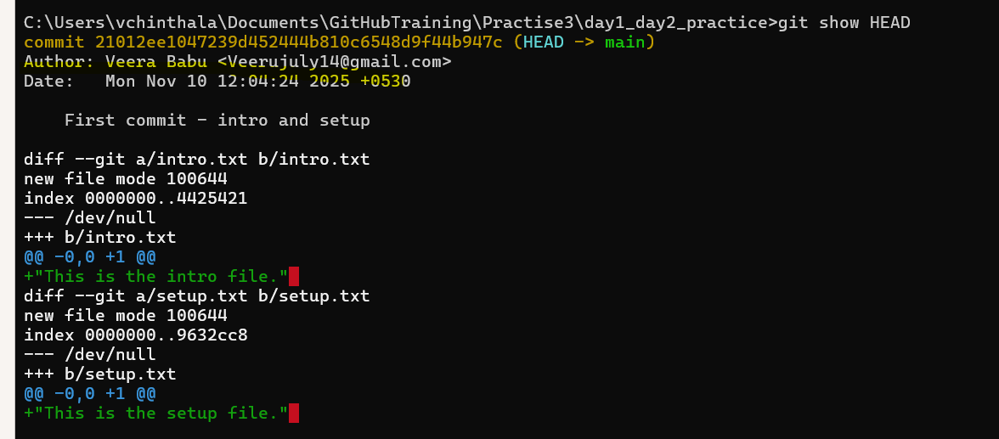 C:\Users\vchinthala\Documents\GitHubTraining\Practise3\day1_day2_practice>git show HEAD
commit 21012ee1047239d452444b810c6548d9f44b947c (HEAD -> main)
Author: Veera Babu <Veerujuly14@gmail.com>
Date:   Mon Nov 10 12:04:24 2025 +0530

    First commit - intro and setup

diff --git a/intro.txt b/intro.txt
new file mode 100644
index 0000000..4425421
--- /dev/null
+++ b/intro.txt
@@ -0,0 +1 @@
+"This is the intro file."
diff --git a/setup.txt b/setup.txt
new file mode 100644
index 0000000..9632cc8
--- /dev/null
+++ b/setup.txt
@@ -0,0 +1 @@
+"This is the setup file."